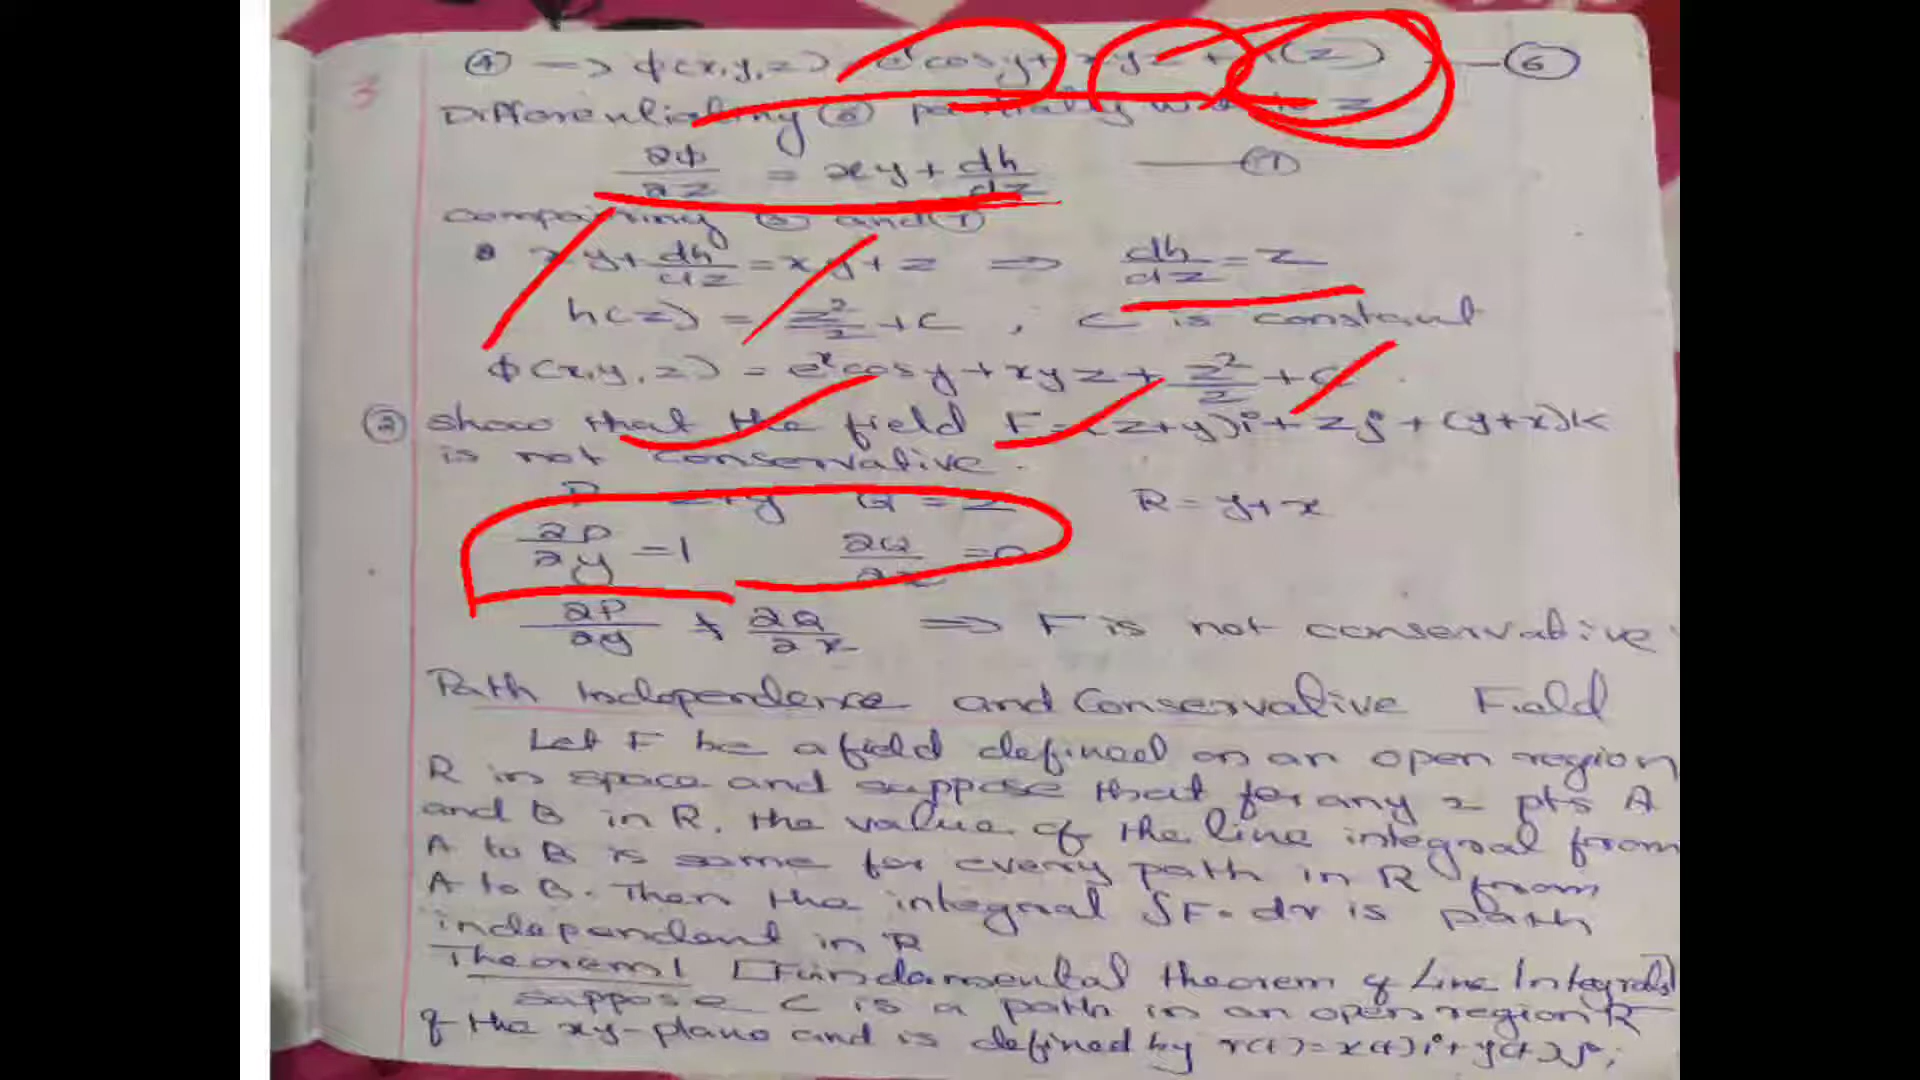 3
④ => φ(x,y,z) e^x cos y + xyz + h(z) —⑥
Differentiating ⑥ partially w.r. to z
∂φ/∂z = xy + dh/dz —⑦
comparing ③ and ⑦
xy + dh/dz = xy + z => dh/dz = z
h(z) = z²/2 + c, c is constant
φ(x,y,z) = e^x cos y + xyz + z²/2 + c
② show that the field F = (z+y)i + zj + (y+x)k
is not conservative.
P = z+y Q = z R = y+x
∂P/∂y = 1 ∂Q/∂x = 0
∂P/∂y ≠ ∂Q/∂x => F is not conservative
Path Independence and Conservative Field
Let F be a field defined on an open region
R in space and suppose that for any 2 pts A
and B in R, the value of the line integral from
A to B is same for every path in R from
A to B. Then the integral ∫F.dr is path
independent in R
Theorem 1 [Fundamental theorem of Line Integrals]
suppose C is a path in an open region R
of the xy-plane and is defined by r(t) = x(t)i + y(t)j,